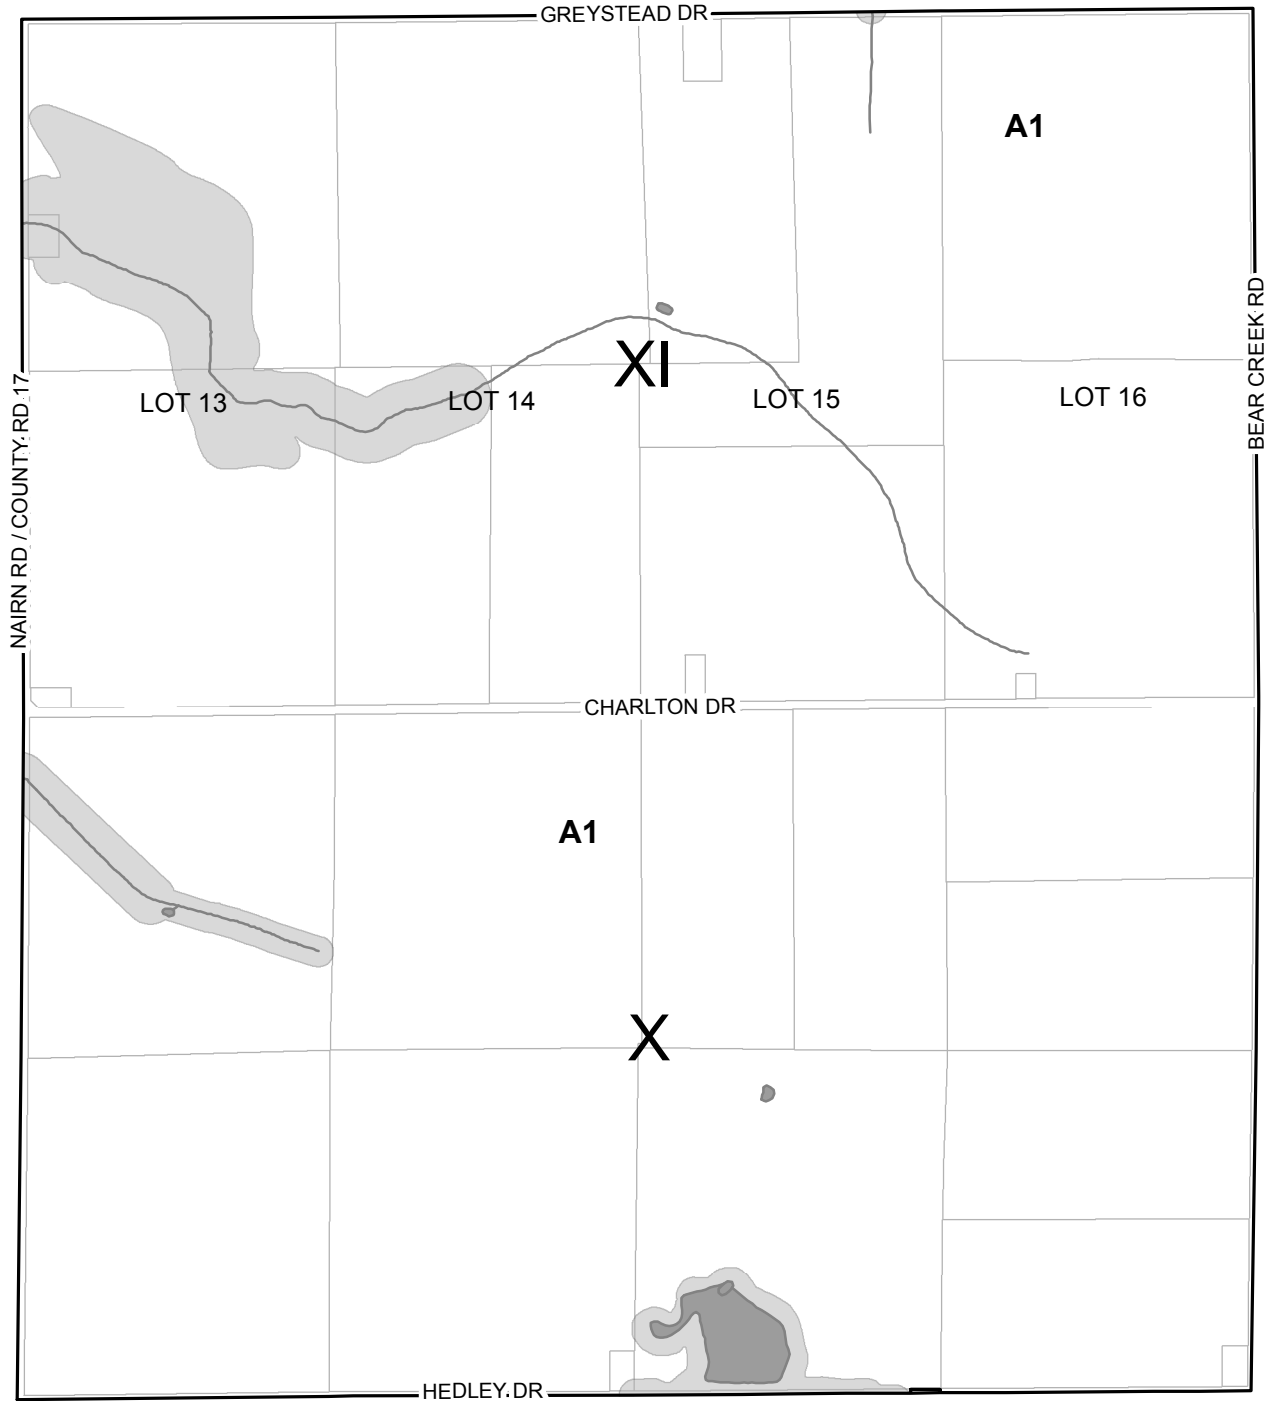 GREYSTEAD DR
A1
BEAR CREEK RD
NAIRN RD / COUNTY RD 17
XI
LOT 13
LOT 14
LOT 15
LOT 16
CHARLTON DR
A1
X
HEDLEY DR